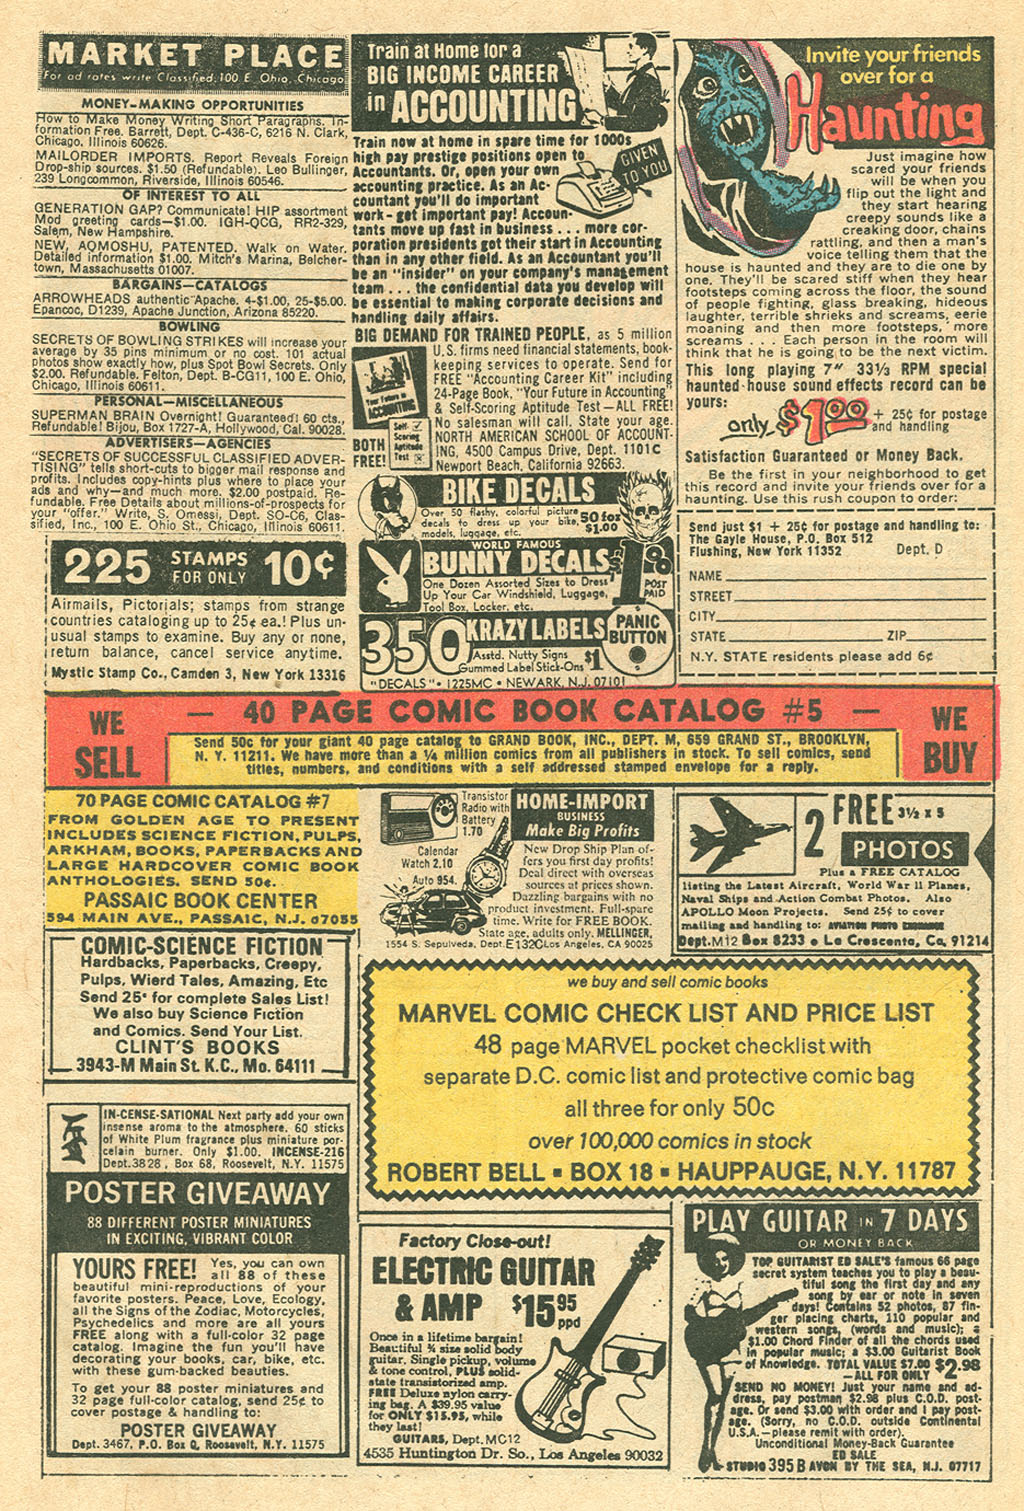 MARKET PLACE
For ad rates write Classified, 100 E. Ohio, Chicago
MONEY-MAKING OPPORTUNITIES
How to Make Money Writing Short Paragraphs. In-
formation Free. Barrett, Dept. C-436-C, 6216 N. Clark,
Chicago, Illinois 60626.
MAILORDER IMPORTS. Report Reveals Foreign
Drop-ship sources. $1.50 (Refundable). Leo Bullinger,
239 Longcommon, Riverside, Illinois 60546.
OF INTEREST TO ALL
GENERATION GAP? Communicate! HIP assortment
Mod greeting cards—$1.00. IGH-QCG, RR2-329,
Salem, New Hampshire.
NEW, AQMOSHU, PATENTED. Walk on Water.
Detailed information $1.00. Mitch's Marina, Belcher-
town, Massachusetts 01007.
BARGAINS—CATALOGS
ARROWHEADS authentic Apache. 4-$1.00, 25-$5.00.
Epancoc, D1239, Apache Junction, Arizona 85220.
BOWLING
SECRETS OF BOWLING STRIKES will increase your
average by 35 pins minimum or no cost. 101 actual
photos show exactly how, plus Spot Bowl Secrets. Only
$2.00. Refundable. Felton, Dept. B-CG11, 100 E. Ohio,
Chicago, Illinois 60611.
PERSONAL—MISCELLANEOUS
SUPERMAN BRAIN Overnight! Guaranteed! 60 cts.,
Refundable! Bijou, Box 1727-A, Hollywood, Cal. 90028.
ADVERTISERS—AGENCIES
"SECRETS OF SUCCESSFUL CLASSIFIED ADVER-
TISING" tells short-cuts to bigger mail response and
profits. Includes copy-hints plus where to place your
ads and why—and much more. $2.00 postpaid. Re-
fundable. Free Details about millions-of-prospects for
your "offer." Write, S. Omessi, Dept. SO-C6, Clas-
sified, Inc., 100 E. Ohio St., Chicago, Illinois 60611.
225 STAMPS FOR ONLY 10¢
Airmails, Pictorials; stamps from strange
countries cataloging up to 25¢ ea.! Plus un-
usual stamps to examine. Buy any or none,
return balance, cancel service anytime.
Mystic Stamp Co., Camden 3, New York 13316
Train at Home for a
BIG INCOME CAREER
in ACCOUNTING
Train now at home in spare time for 1000s
high pay prestige positions open to
Accountants. Or, open your own
accounting practice. As an Ac-
countant you'll do important
work - get important pay! Accoun-
tants move up fast in business . . . more cor-
poration presidents got their start in Accounting
than in any other field. As an Accountant you'll
be an "insider" on your company's management
team . . . the confidential data you develop will
be essential to making corporate decisions and
handling daily affairs.
GIVEN
TO YOU
BIG DEMAND FOR TRAINED PEOPLE, as 5 million
U.S. firms need financial statements, book-
keeping services to operate. Send for
FREE "Accounting Career Kit" including
24-Page Book, "Your Future in Accounting"
& Self-Scoring Aptitude Test—ALL FREE!
No salesman will call. State your age.
NORTH AMERICAN SCHOOL OF ACCOUNT-
ING, 4500 Campus Drive, Dept. 1101C
Newport Beach, California 92663.
Your Future in
ACCOUNTING
BOTH
FREE!
Self-
Scoring
Aptitude
Test
BIKE DECALS
Over 50 flashy, colorful picture
decals to dress up your bike,
models, luggage, etc.
50 for
$1.00
WORLD FAMOUS
BUNNY DECALS
One Dozen Assorted Sizes to Dress
Up Your Car Windshield, Luggage,
Tool Box, Locker, etc.
POST
PAID
350 KRAZY LABELS
Asstd. Nutty Signs
Gummed Label Stick-Ons $1
PANIC
BUTTON
"DECALS" • 1225MC • NEWARK, N.J. 07101
Invite your friends
over for a
Haunting
Just imagine how
scared your friends
will be when you
flip out the light and
they start hearing
creepy sounds like a
creaking door, chains
rattling, and then a man's
voice telling them that the
house is haunted and they are to die one by
one. They'll be scared stiff when they hear
footsteps coming across the floor, the sound
of people fighting, glass breaking, hideous
laughter, terrible shrieks and screams, eerie
moaning and then more footsteps, more
screams . . . Each person in the room will
think that he is going to be the next victim.
This long playing 7" 33⅓ RPM special
haunted house sound effects record can be
yours:
only $1.00 + 25¢ for postage
and handling
Satisfaction Guaranteed or Money Back.
Be the first in your neighborhood to get
this record and invite your friends over for a
haunting. Use this rush coupon to order:
Send just $1 + 25¢ for postage and handling to:
The Gayle House, P.O. Box 512
Flushing, New York 11352 Dept. D
NAME
STREET
CITY
STATE ZIP
N.Y. STATE residents please add 6¢
WE
SELL
— 40 PAGE COMIC BOOK CATALOG #5 —
Send 50c for your giant 40 page catalog to GRAND BOOK, INC., DEPT. M, 659 GRAND ST., BROOKLYN,
N. Y. 11211. We have more than a ¼ million comics from all publishers in stock. To sell comics, send
titles, numbers, and conditions with a self addressed stamped envelope for a reply.
WE
BUY
70 PAGE COMIC CATALOG #7
FROM GOLDEN AGE TO PRESENT
INCLUDES SCIENCE FICTION, PULPS,
ARKHAM, BOOKS, PAPERBACKS AND
LARGE HARDCOVER COMIC BOOK
ANTHOLOGIES. SEND 50¢.
PASSAIC BOOK CENTER
594 MAIN AVE., PASSAIC, N.J. 07055
COMIC-SCIENCE FICTION
Hardbacks, Paperbacks, Creepy,
Pulps, Wierd Tales, Amazing, Etc
Send 25¢ for complete Sales List!
We also buy Science Fiction
and Comics. Send Your List.
CLINT'S BOOKS
3943-M Main St. K.C., Mo. 64111
Transistor
Radio with
Battery
1.70
Calendar
Watch 2.10
Auto 954.
HOME-IMPORT
BUSINESS
Make Big Profits
New Drop Ship Plan of-
fers you first day profits!
Deal direct with overseas
sources at prices shown.
Dazzling bargains with no
product investment. Full-spare
time. Write for FREE BOOK.
State age, adults only. MELLINGER,
1554 S. Sepulveda, Dept. E132C Los Angeles, CA 90025
2 FREE 3½ x 5
PHOTOS
Plus a FREE CATALOG
listing the Latest Aircraft, World War II Planes,
Naval Ships and Action Combat Photos. Also
APOLLO Moon Projects. Send 25¢ to cover
mailing and handling to: AVIATION PHOTO EXCHANGE
Dept. M12 Box 8233 • La Crescenta, Ca, 91214
we buy and sell comic books
MARVEL COMIC CHECK LIST AND PRICE LIST
48 page MARVEL pocket checklist with
separate D.C. comic list and protective comic bag
all three for only 50c
over 100,000 comics in stock
ROBERT BELL ▪ BOX 18 ▪ HAUPPAUGE, N.Y. 11787
IN-CENSE-SATIONAL Next party add your own
insense aroma to the atmosphere. 60 sticks
of White Plum fragrance plus miniature por-
celain burner. Only $1.00. INCENSE-216
Dept. 3828, Box 68, Roosevelt, N.Y. 11575
POSTER GIVEAWAY
88 DIFFERENT POSTER MINIATURES
IN EXCITING, VIBRANT COLOR
YOURS FREE! Yes, you can own
all 88 of these
beautiful mini-reproductions of your
favorite posters. Peace, Love, Ecology,
all the Signs of the Zodiac, Motorcycles,
Psychedelics and more are all yours
FREE along with a full-color 32 page
catalog. Imagine the fun you'll have
decorating your books, car, bike, etc.
with these gum-backed beauties.
To get your 88 poster miniatures and
32 page full-color catalog, send 25¢ to
cover postage & handling to:
POSTER GIVEAWAY
Dept. 3467, P.O. Box Q, Roosevelt, N.Y. 11575
Factory Close-out!
ELECTRIC GUITAR
& AMP $15.95 ppd
Once in a lifetime bargain!
Beautiful ¾ size solid body
guitar. Single pickup, volume
& tone control, PLUS solid-
state transistorized amp.
FREE Deluxe nylon carry-
ing bag. A $39.95 value
for ONLY $15.95, while
they last!
GUITARS, Dept. MC12
4535 Huntington Dr. So., Los Angeles 90032
PLAY GUITAR IN 7 DAYS
OR MONEY BACK
TOP GUITARIST ED SALE'S famous 66 page
secret system teaches you to play a beau-
tiful song the first day and any
song by ear or note in seven
days! Contains 52 photos, 87 fin-
ger placing charts, 110 popular and
western songs, (words and music); a
$1.00 Chord Finder of all the chords used
in popular music; a $3.00 Guitarist Book
of Knowledge. TOTAL VALUE $7.00
—ALL FOR ONLY $2.98
SEND NO MONEY! Just your name and ad-
dress, pay postman $2.98 plus C.O.D. post-
age. Or send $3.00 with order and I pay post-
age. (Sorry, no C.O.D. outside Continental
U.S.A.—please remit with order).
Unconditional Money-Back Guarantee
ED SALE
STUDIO 395B AVON BY THE SEA, N.J. 07717